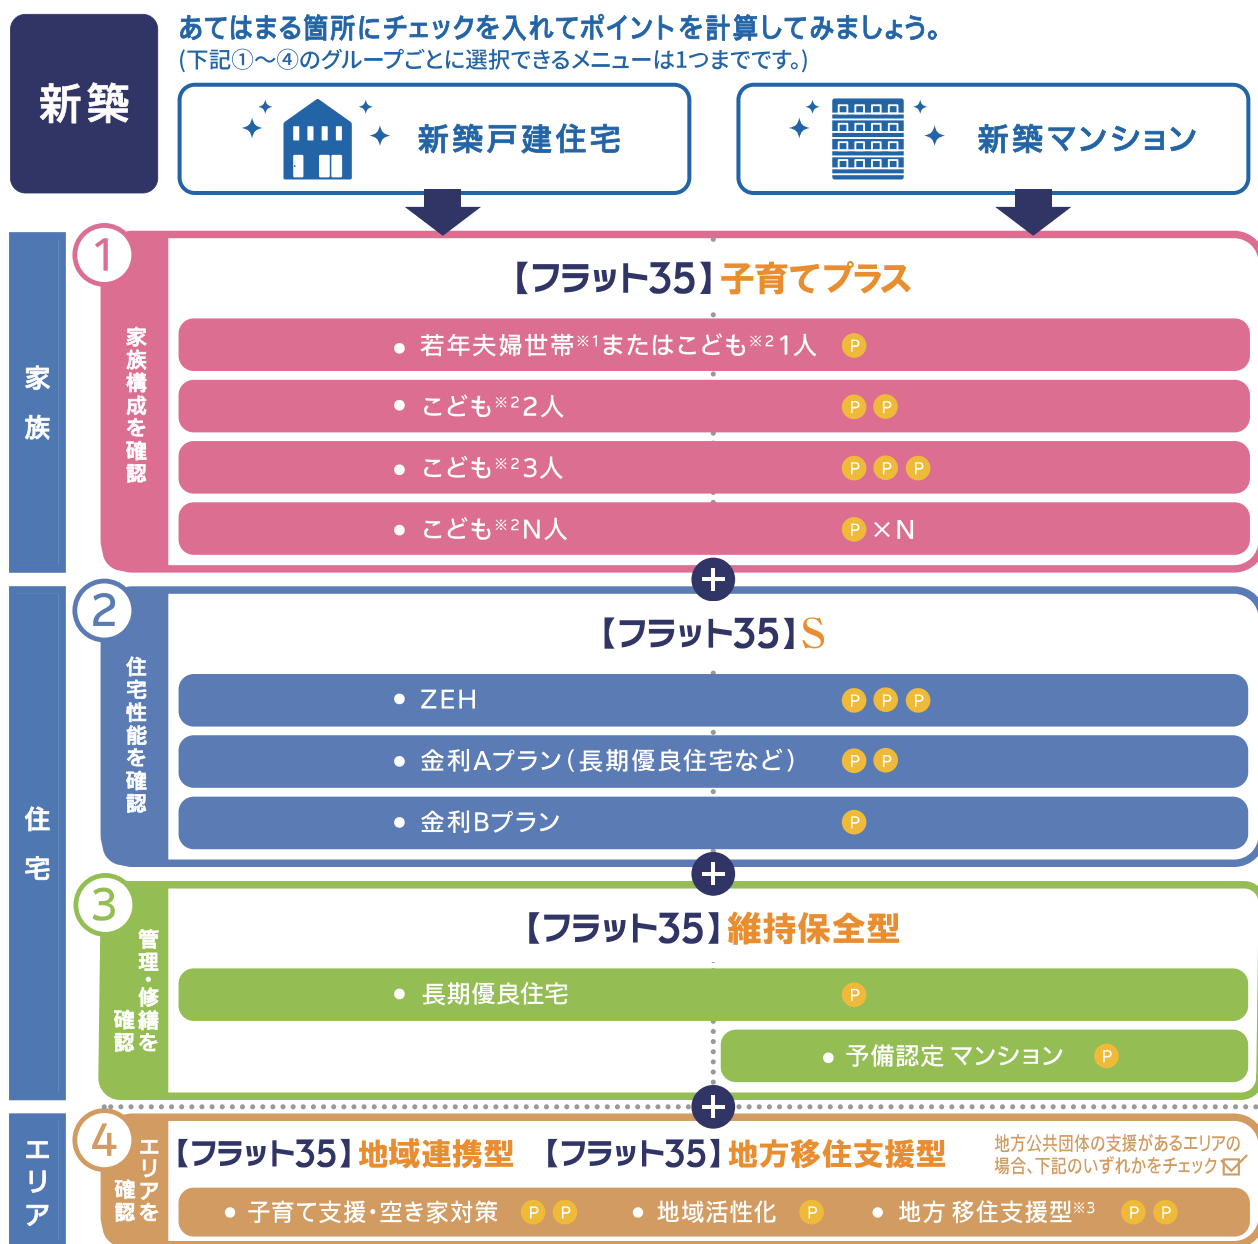 新築
あてはまる箇所にチェックを入れてポイントを計算してみましょう。
(下記①～④のグループごとに選択できるメニューは1つまでです。)
新築戸建住宅
新築マンション
家族
1
家族構成を確認
【フラット35】子育てプラス
● 若年夫婦世帯※1またはこども※2 1人 P
● こども※2 2人 P P
● こども※2 3人 P P P
● こども※2 N人 P×N
+
住宅
2
住宅性能を確認
【フラット35】S
● ZEH P P P
● 金利Aプラン(長期優良住宅など) P P
● 金利Bプラン P
+
3
管理・修繕を
確認
【フラット35】維持保全型
● 長期優良住宅 P
● 予備認定 マンション P
+
エリア
4
エリアを
確認
【フラット35】地域連携型 【フラット35】地方移住支援型
地方公共団体の支援があるエリアの
場合、下記のいずれかをチェック☑
● 子育て支援・空き家対策 P P ● 地域活性化 P ● 地方 移住支援型※3 P P